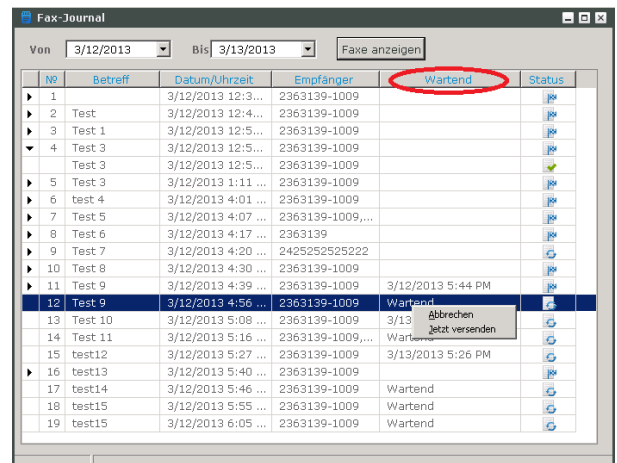 Fax-Journal
Von 3/12/2013 Bis 3/13/2013 Faxe anzeigen
Nº Betreff Datum/Uhrzeit Empfänger Wartend Status
1 3/12/2013 12:3... 2363139-1009
2 Test 3/12/2013 12:4... 2363139-1009
3 Test 1 3/12/2013 12:5... 2363139-1009
4 Test 3 3/12/2013 12:5... 2363139-1009
Test 3 3/12/2013 12:5... 2363139-1009
5 Test 3 3/12/2013 1:11 ... 2363139-1009
6 test 4 3/12/2013 4:01 ... 2363139-1009
7 Test 5 3/12/2013 4:07 ... 2363139-1009,...
8 Test 6 3/12/2013 4:17 ... 2363139
9 Test 7 3/12/2013 4:20 ... 2425252525222
10 Test 8 3/12/2013 4:30 ... 2363139-1009
11 Test 9 3/12/2013 4:39 ... 2363139-1009 3/12/2013 5:44 PM
12 Test 9 3/12/2013 4:56 ... 2363139-1009 Wartend
Abbrechen
13 Test 10 3/12/2013 5:08 ... 2363139-1009 3/13
Jetzt versenden
14 Test 11 3/12/2013 5:16 ... 2363139-1009,... Wartend
15 test12 3/12/2013 5:27 ... 2363139-1009 3/13/2013 5:26 PM
16 test13 3/12/2013 5:40 ... 2363139-1009
17 test14 3/12/2013 5:46 ... 2363139-1009 Wartend
18 test15 3/12/2013 5:55 ... 2363139-1009 Wartend
19 test15 3/12/2013 6:05 ... 2363139-1009 Wartend